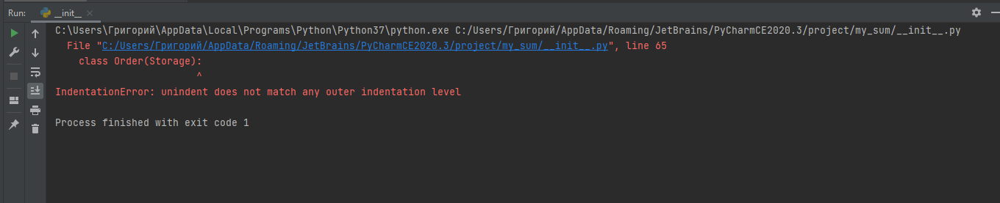 Run: __init__
C:\Users\Григорий\AppData\Local\Programs\Python\Python37\python.exe C:/Users/Григорий/AppData/Roaming/JetBrains/PyCharmCE2020.3/project/my_sum/__init__.py
File "C:/Users/Григорий/AppData/Roaming/JetBrains/PyCharmCE2020.3/project/my_sum/__init__.py", line 65
class Order(Storage):
^
IndentationError: unindent does not match any outer indentation level
Process finished with exit code 1